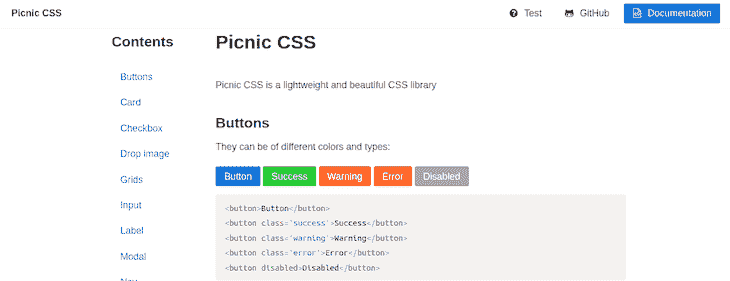 Picnic CSS
Test
GitHub
Documentation
Contents
Buttons
Card
Checkbox
Drop image
Grids
Input
Label
Modal
Picnic CSS
Picnic CSS is a lightweight and beautiful CSS library
Buttons
They can be of different colors and types:
Button Success Warning Error Disabled
<button>Button</button>
<button class='success'>Success</button>
<button class='warning'>Warning</button>
<button class='error'>Error</button>
<button disabled>Disabled</button>